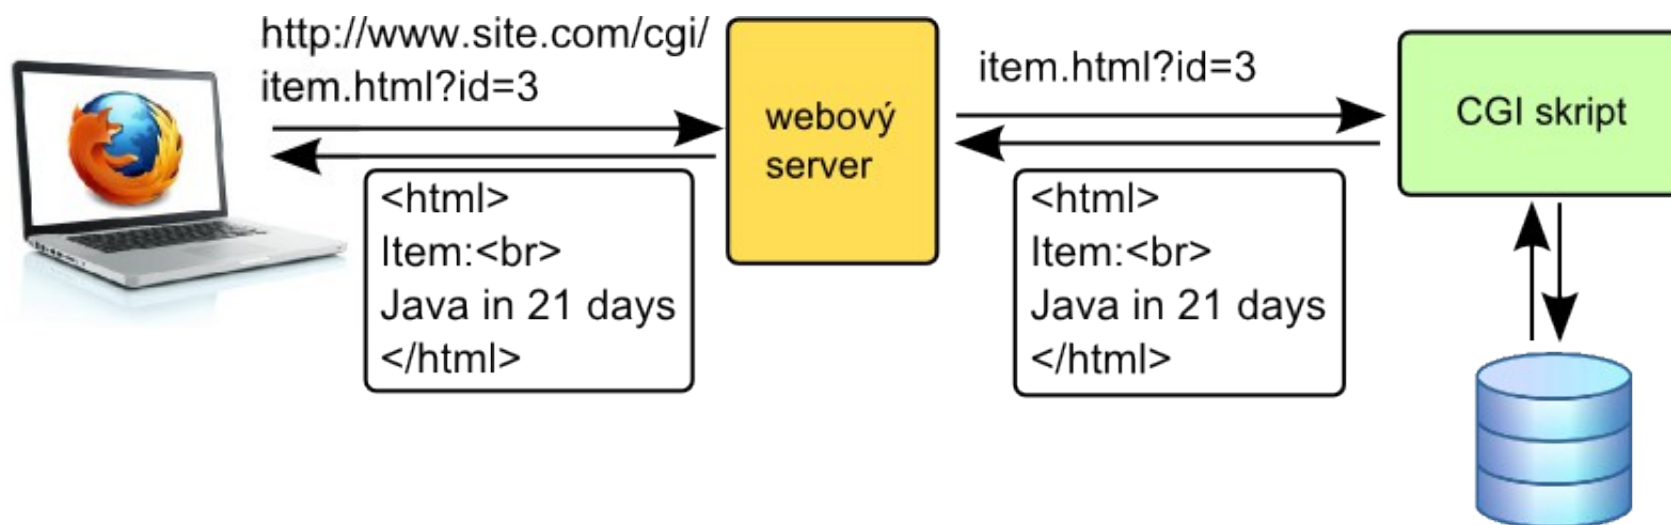 http://www.site.com/cgi/
item.html?id=3
<html>
Item:<br>
Java in 21 days
</html>
webový
server
item.html?id=3
<html>
Item:<br>
Java in 21 days
</html>
CGI skript